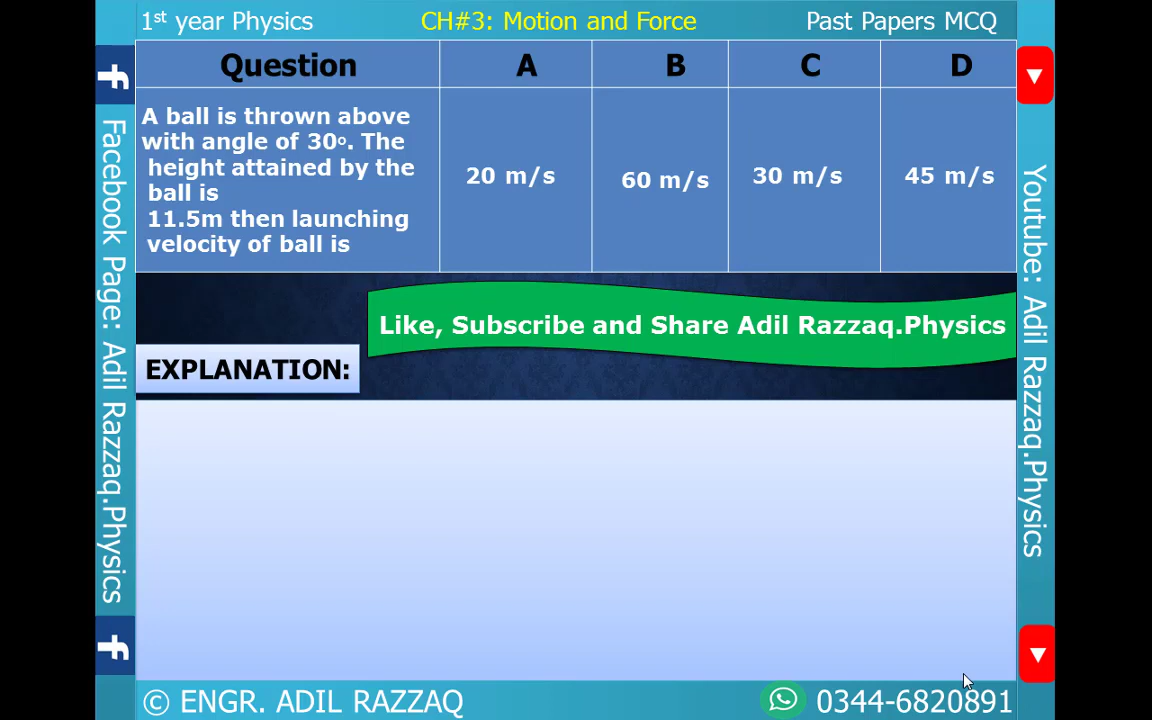 1st year Physics CH#3: Motion and Force Past Papers MCQ
Question A B C D
A ball is thrown above
with angle of 30º. The
height attained by the
ball is
11.5m then launching
velocity of ball is
20 m/s 60 m/s 30 m/s 45 m/s
Like, Subscribe and Share Adil Razzaq.Physics
EXPLANATION:
Facebook Page: Adil Razzaq.Physics
Youtube: Adil Razzaq.Physics
© ENGR. ADIL RAZZAQ 0344-6820891